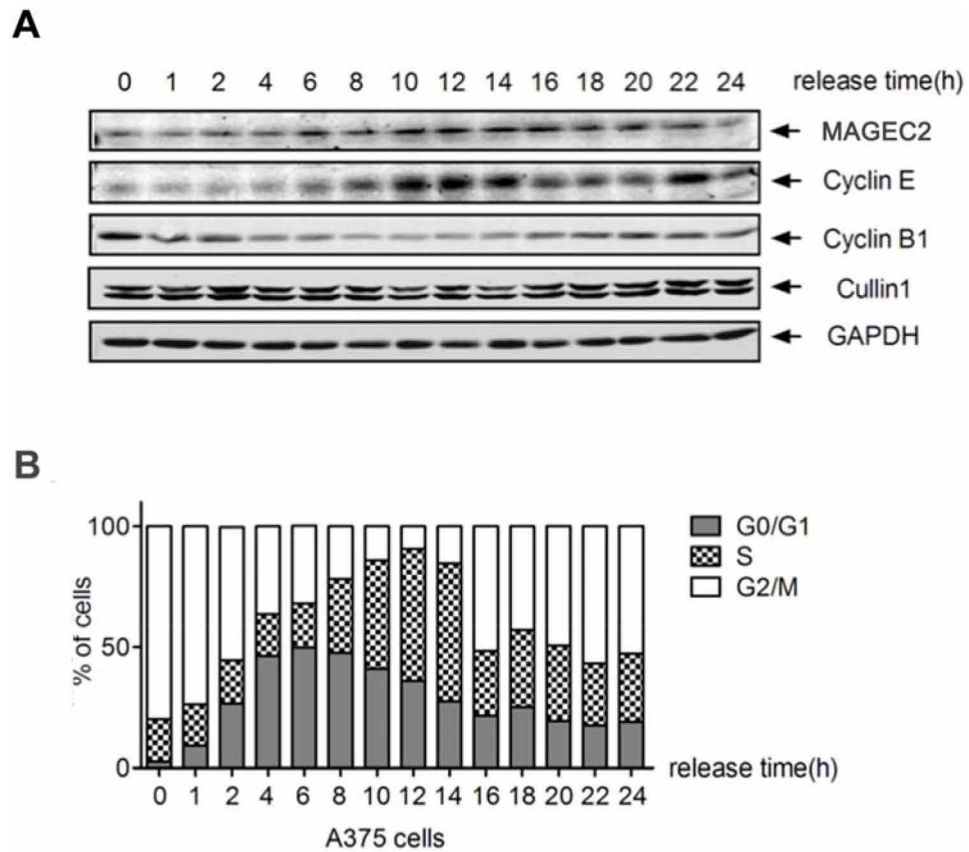 A
0 1 2 4 6 8 10 12 14 16 18 20 22 24 release time(h)
MAGEC2
Cyclin E
Cyclin B1
Cullin1
GAPDH
B
100
50
0
% of cells
G0/G1
S
G2/M
0 1 2 4 6 8 10 12 14 16 18 20 22 24
release time(h)
A375 cells